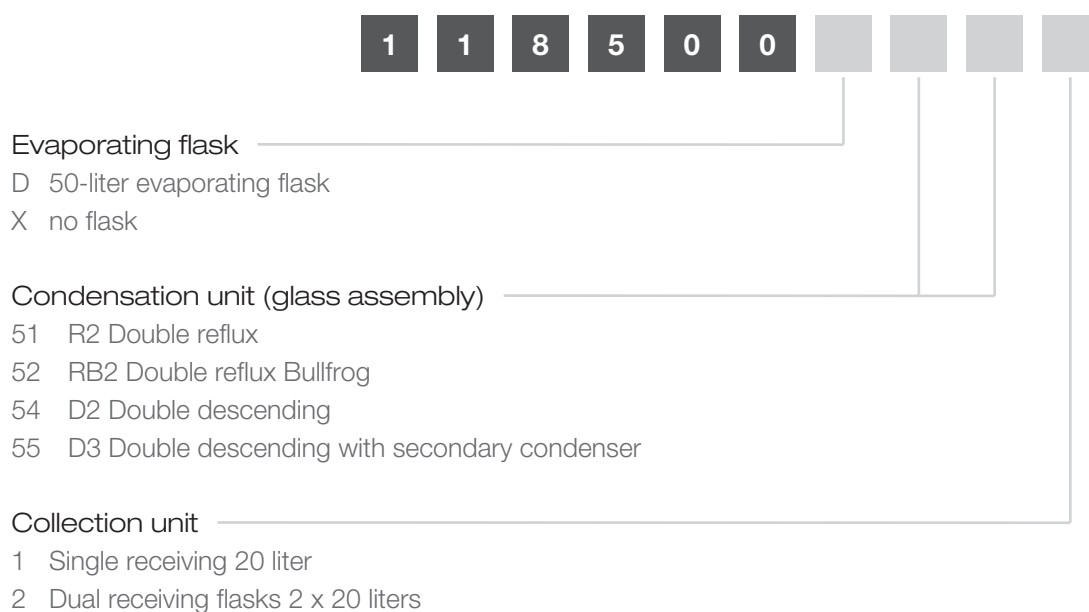 1 1 8 5 0 0
Evaporating flask
D 50-liter evaporating flask
X no flask
Condensation unit (glass assembly)
51 R2 Double reflux
52 RB2 Double reflux Bullfrog
54 D2 Double descending
55 D3 Double descending with secondary condenser
Collection unit
1 Single receiving 20 liter
2 Dual receiving flasks 2 x 20 liters